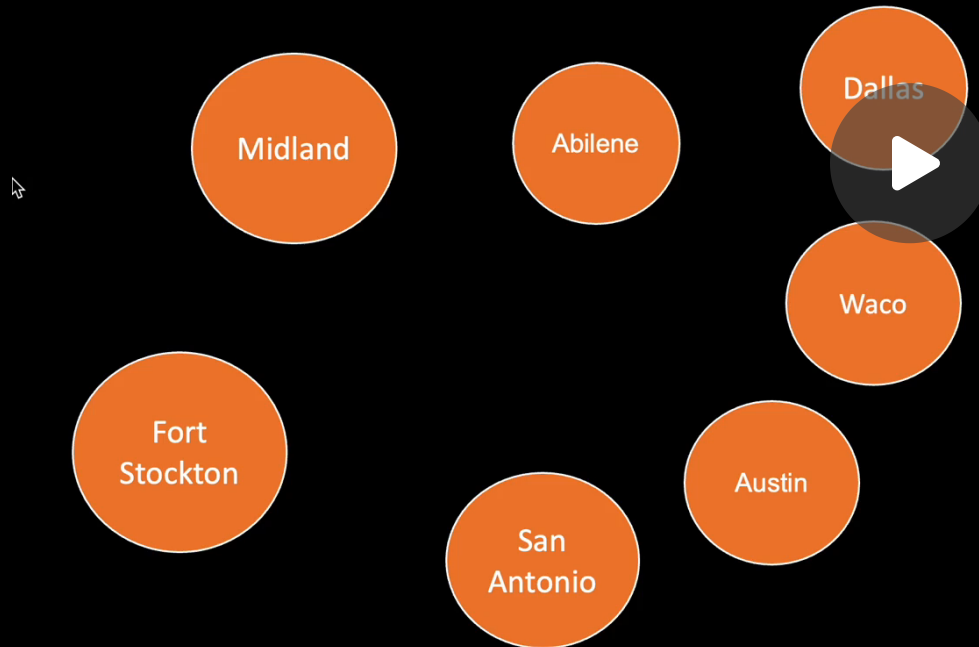 Dallas
Midland
Abilene
Waco
Fort
Stockton
Austin
San
Antonio